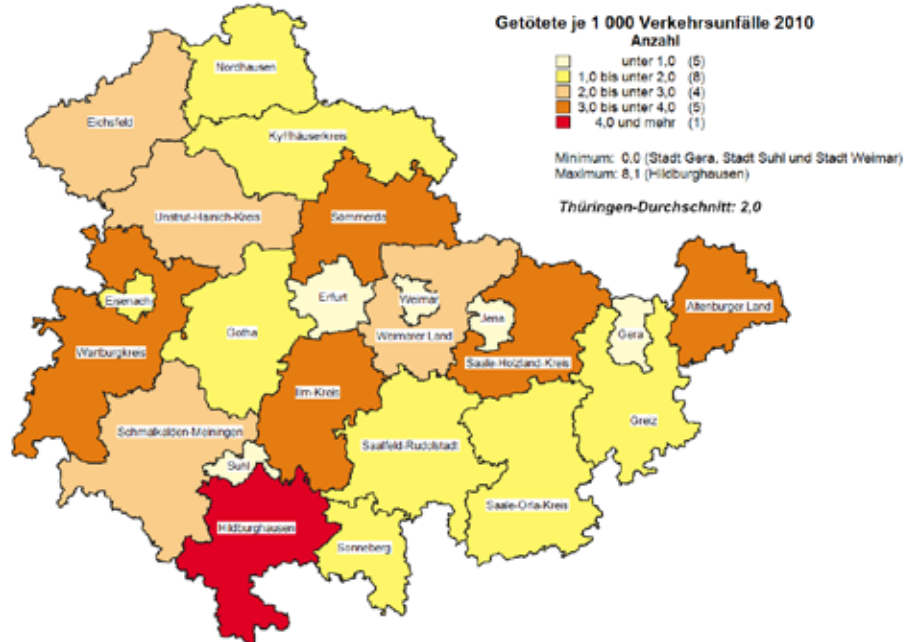 Getötete je 1 000 Verkehrsunfälle 2010
Anzahl
unter 1,0 (5)
1,0 bis unter 2,0 (8)
2,0 bis unter 3,0 (4)
3,0 bis unter 4,0 (5)
4,0 und mehr (1)
Minimum: 0,0 (Stadt Gera, Stadt Suhl und Stadt Weimar)
Maximum: 8,1 (Hildburghausen)
Thüringen-Durchschnitt: 2,0
Nordhausen
Eichsfeld
Kyffhäuserkreis
Unstrut-Hainich-Kreis
Sömmerda
Eisenach
Erfurt
Weimar
Jena
Gera
Altenburger Land
Gotha
Weimarer Land
Wartburgkreis
Saale-Holzland-Kreis
Ilm-Kreis
Greiz
Schmalkalden-Meiningen
Saalfeld-Rudolstadt
Suhl
Saale-Orla-Kreis
Hildburghausen
Sonneberg